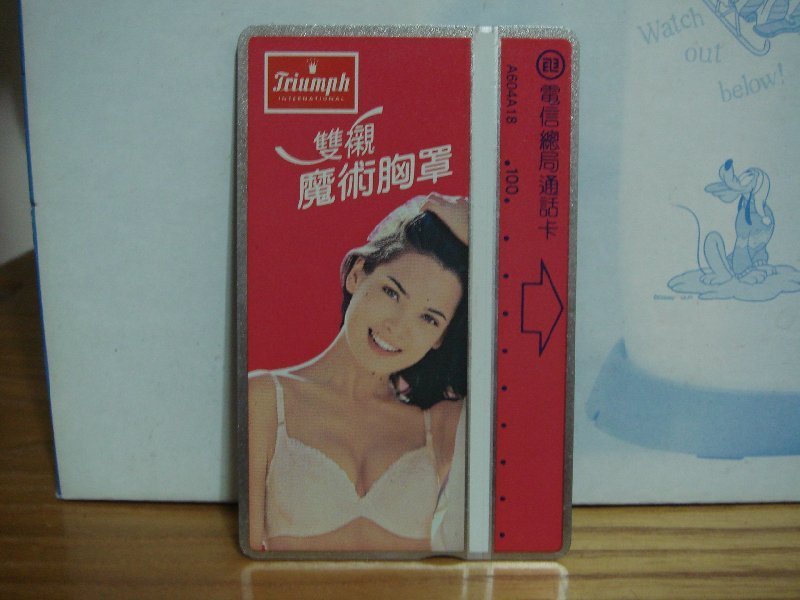 Triumph
INTERNATIONAL
雙襯
魔術胸罩
電信總局通話卡
A604A18
100
Watch
out
below!